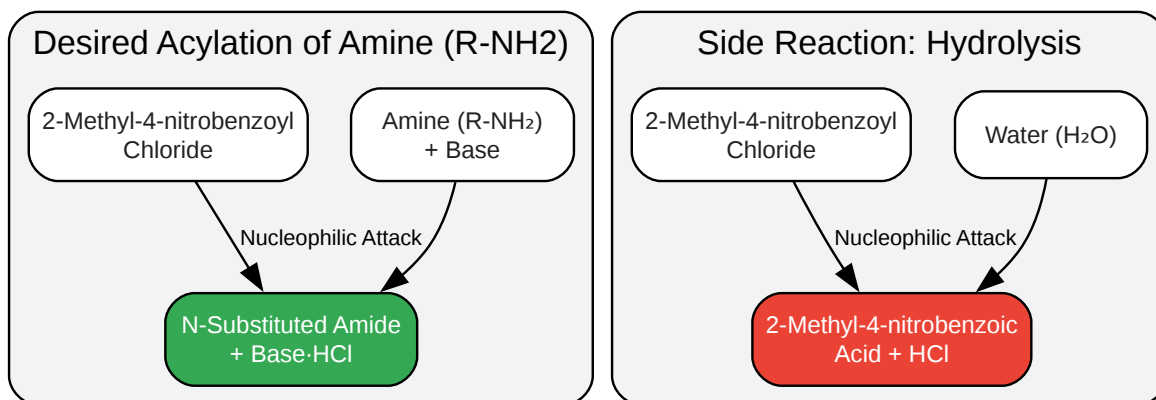 Desired Acylation of Amine (R-NH2)
2-Methyl-4-nitrobenzoyl
Chloride
Amine (R-NH₂)
+ Base
Nucleophilic Attack
N-Substituted Amide
+ Base·HCl
Side Reaction: Hydrolysis
2-Methyl-4-nitrobenzoyl
Chloride
Water (H₂O)
Nucleophilic Attack
2-Methyl-4-nitrobenzoic
Acid + HCl